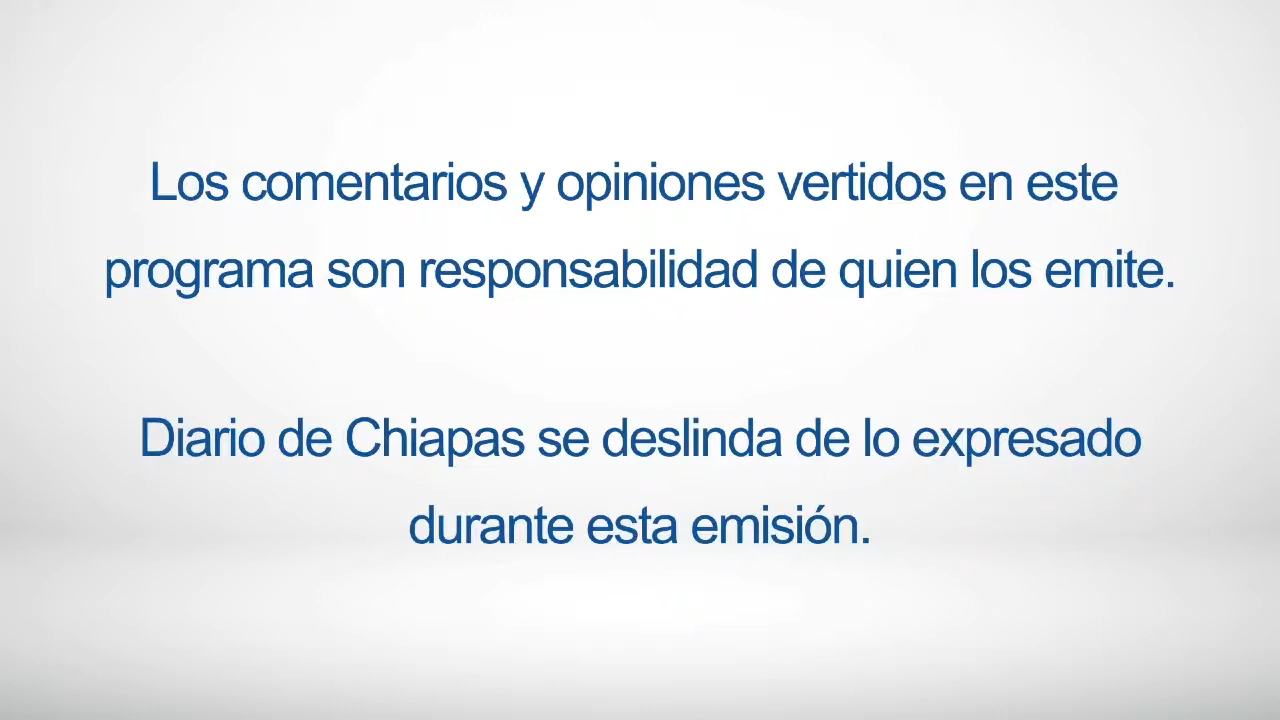 Los comentarios y opiniones vertidos en este
programa son responsabilidad de quien los emite.
Diario de Chiapas se deslinda de lo expresado
durante esta emisión.